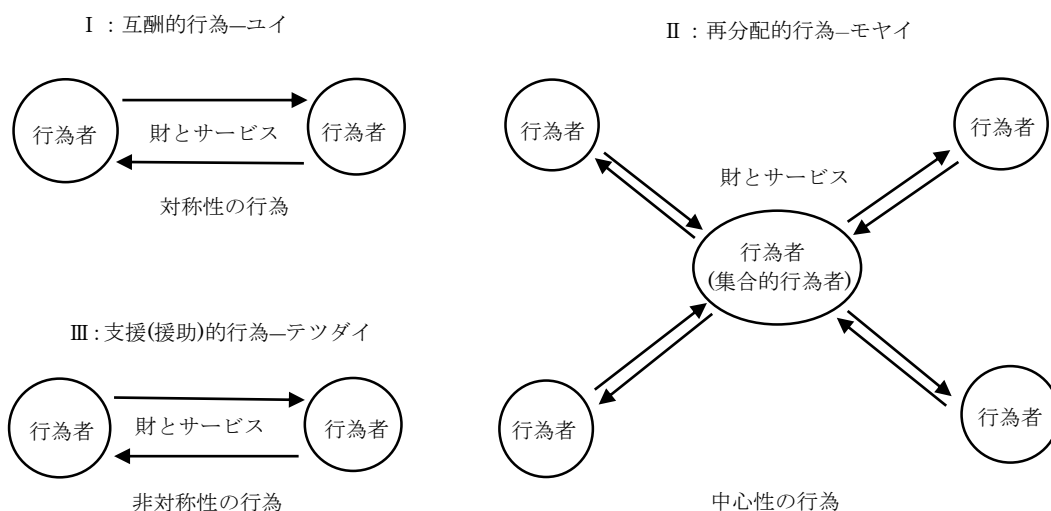 Ⅰ：互酬的行為―ユイ
行為者
財とサービス
行為者
対称性の行為
Ⅱ：再分配的行為―モヤイ
行為者
行為者
財とサービス
行為者
(集合的行為者)
行為者
行為者
中心性の行為
Ⅲ：支援(援助)的行為―テツダイ
行為者
財とサービス
行為者
非対称性の行為